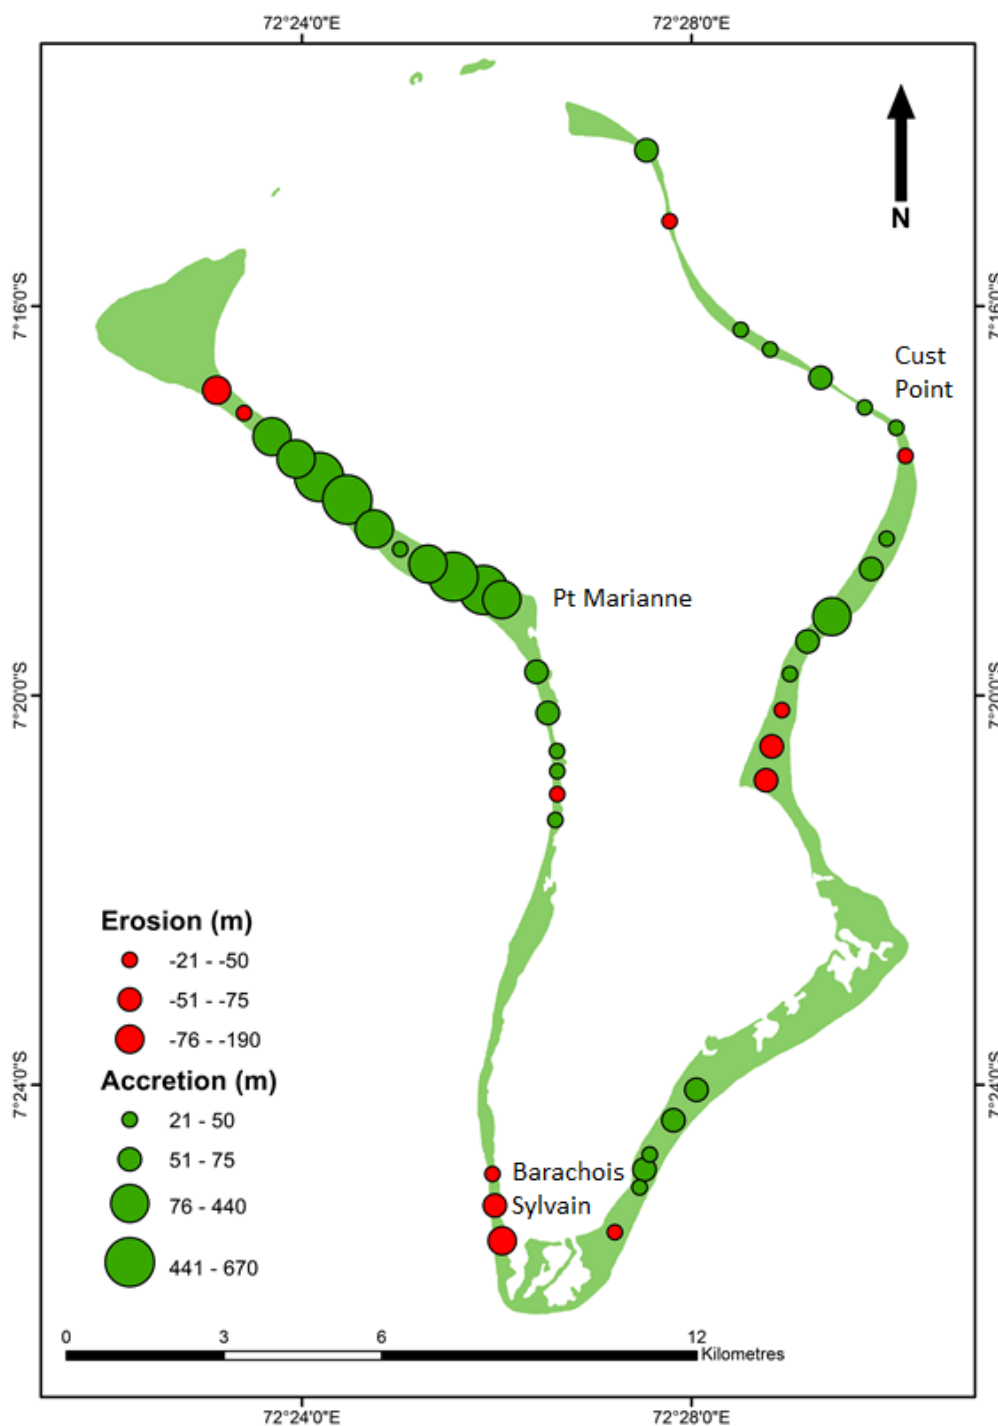 72°24'0"E
72°28'0"E
N
7°16'0"S
7°16'0"S
Cust
Point
Pt Marianne
7°20'0"S
7°20'0"S
Erosion (m)
-21 - -50
-51 - -75
-76 - -190
Accretion (m)
21 - 50
51 - 75
76 - 440
441 - 670
7°24'0"S
7°24'0"S
Barachois
Sylvain
0
3
6
12
Kilometres
72°24'0"E
72°28'0"E